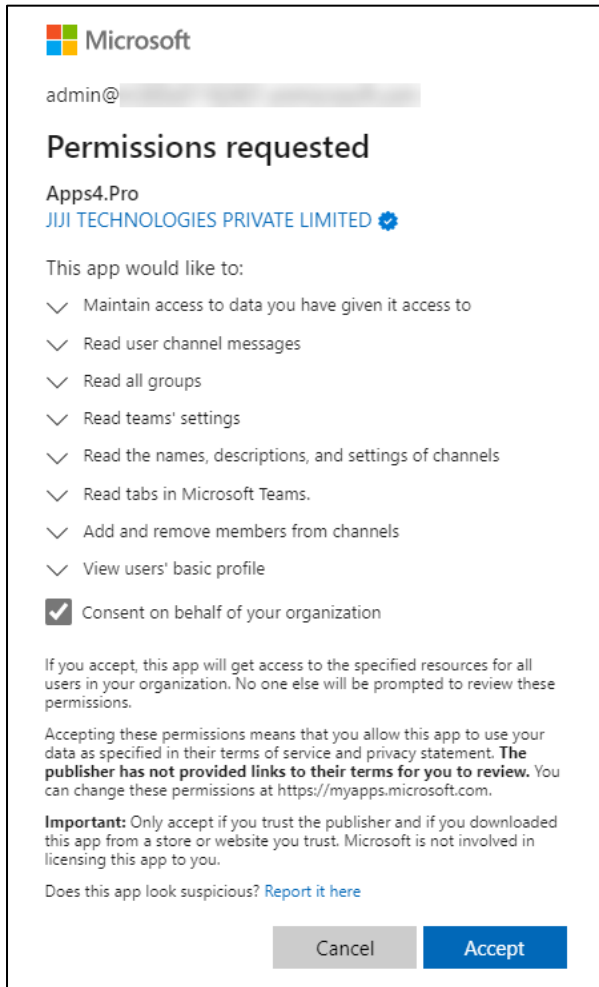 Microsoft
admin@
Permissions requested
Apps4.Pro
JIJI TECHNOLOGIES PRIVATE LIMITED
This app would like to:
Maintain access to data you have given it access to
Read user channel messages
Read all groups
Read teams' settings
Read the names, descriptions, and settings of channels
Read tabs in Microsoft Teams.
Add and remove members from channels
View users' basic profile
Consent on behalf of your organization
If you accept, this app will get access to the specified resources for all
users in your organization. No one else will be prompted to review these
permissions.
Accepting these permissions means that you allow this app to use your
data as specified in their terms of service and privacy statement. The
publisher has not provided links to their terms for you to review. You
can change these permissions at https://myapps.microsoft.com.
Important: Only accept if you trust the publisher and if you downloaded
this app from a store or website you trust. Microsoft is not involved in
licensing this app to you.
Does this app look suspicious? Report it here
Cancel
Accept